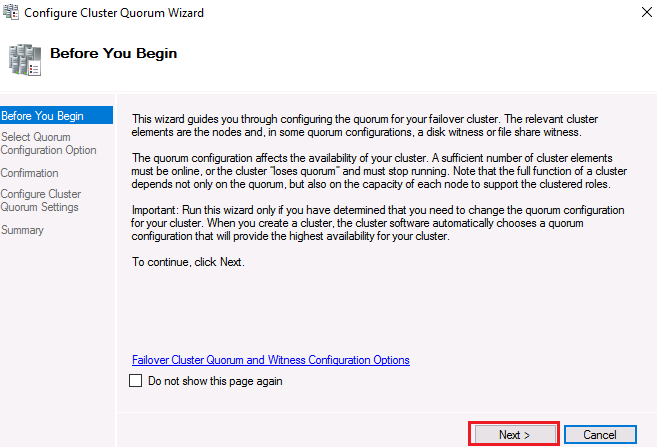 Configure Cluster Quorum Wizard
Before You Begin
Before You Begin
Select Quorum
Configuration Option
Confirmation
Configure Cluster
Quorum Settings
Summary
This wizard guides you through configuring the quorum for your failover cluster. The relevant cluster
elements are the nodes and, in some quorum configurations, a disk witness or file share witness.
The quorum configuration affects the availability of your cluster. A sufficient number of cluster elements
must be online, or the cluster "loses quorum" and must stop running. Note that the full function of a cluster
depends not only on the quorum, but also on the capacity of each node to support the clustered roles.
Important: Run this wizard only if you have determined that you need to change the quorum configuration
for your cluster. When you create a cluster, the cluster software automatically chooses a quorum
configuration that will provide the highest availability for your cluster.
To continue, click Next.
Failover Cluster Quorum and Witness Configuration Options
Do not show this page again
Next >
Cancel